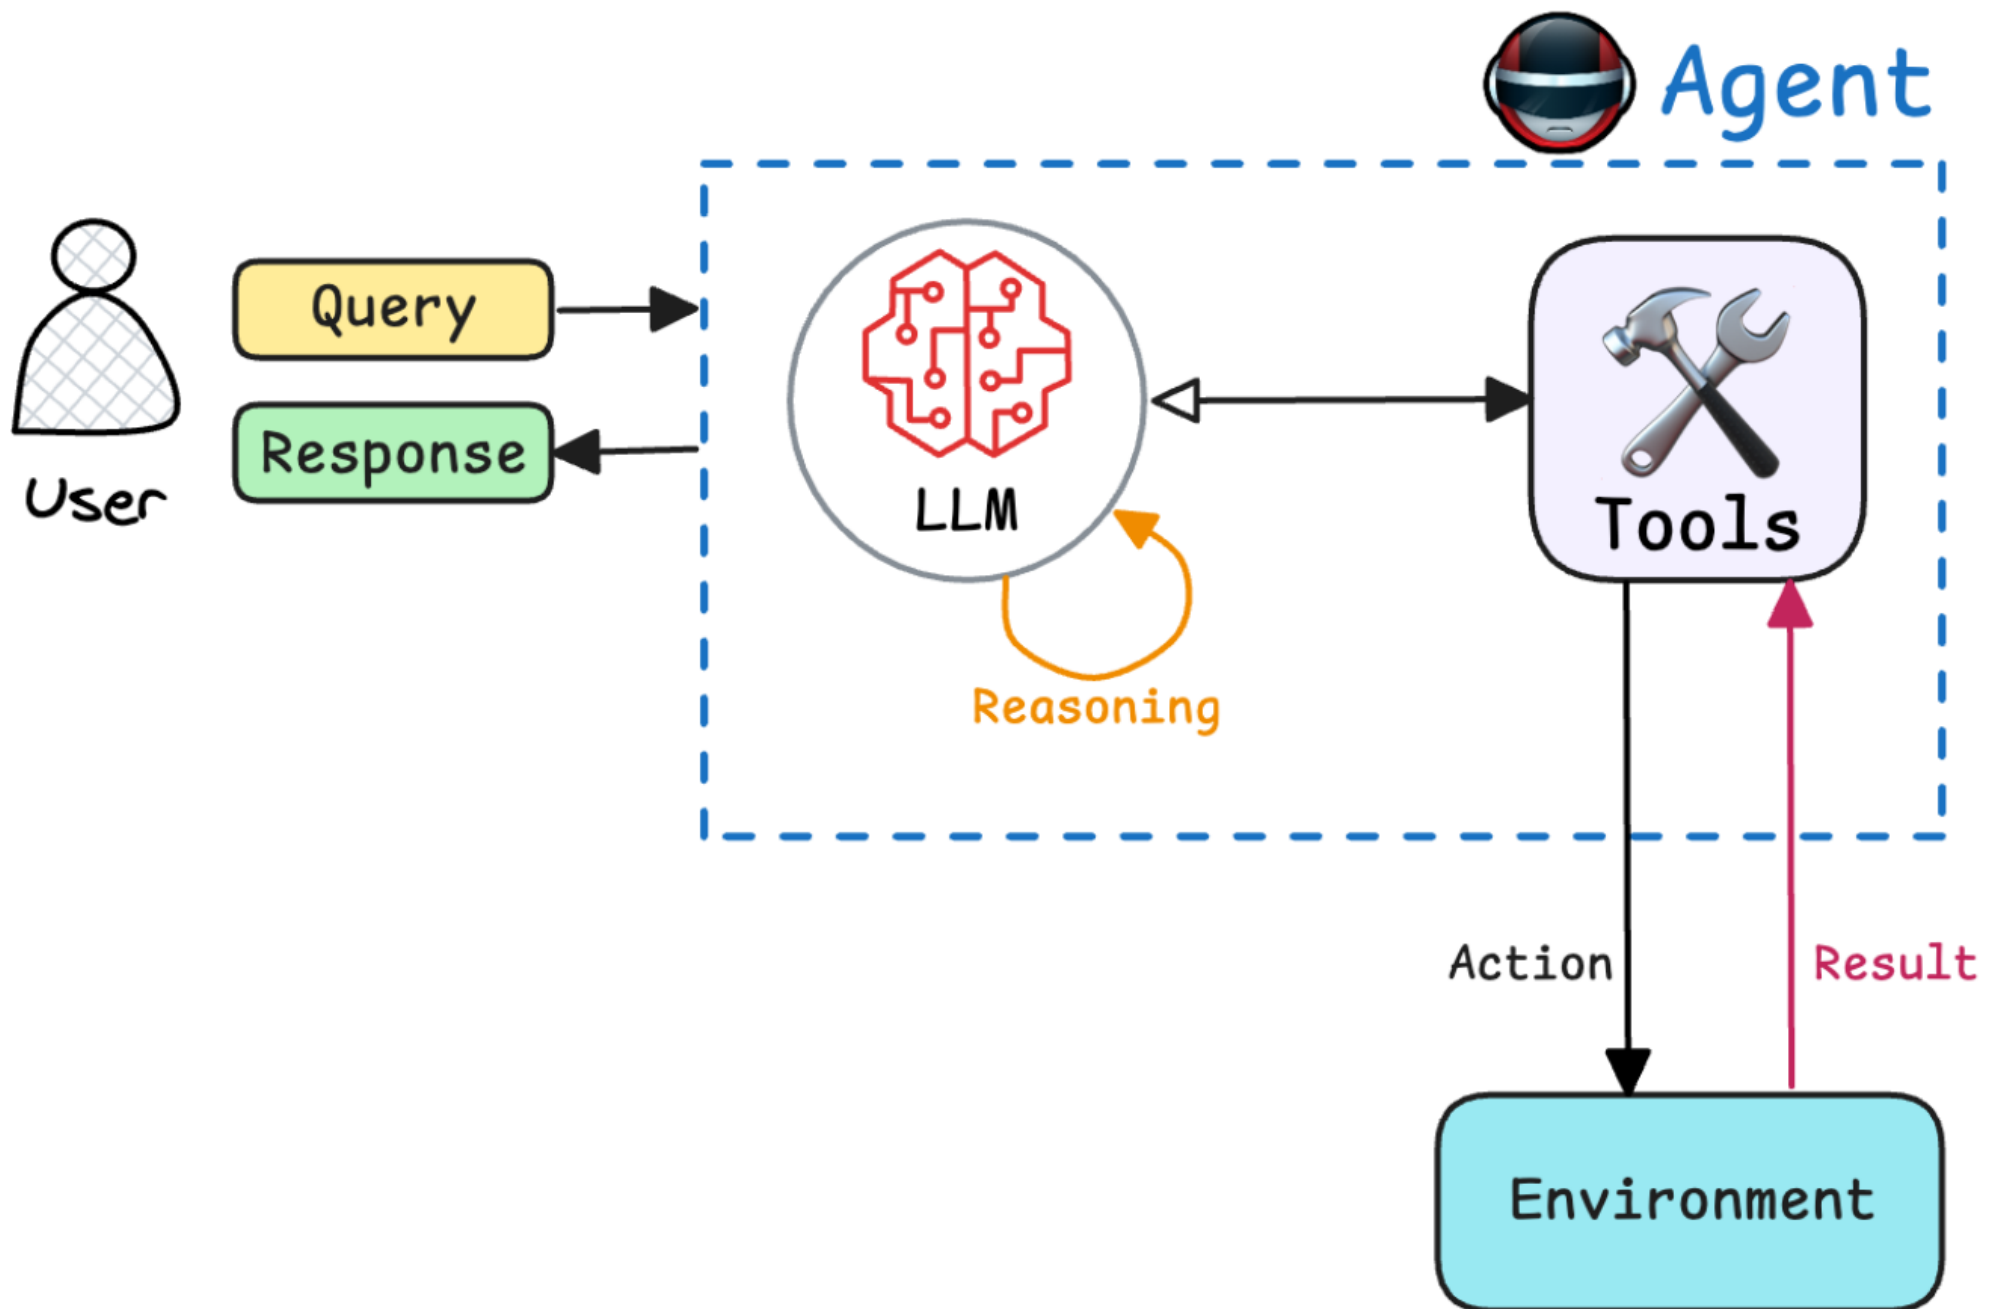 Agent
Query
Response
User
LLM
Tools
Reasoning
Action
Result
Environment